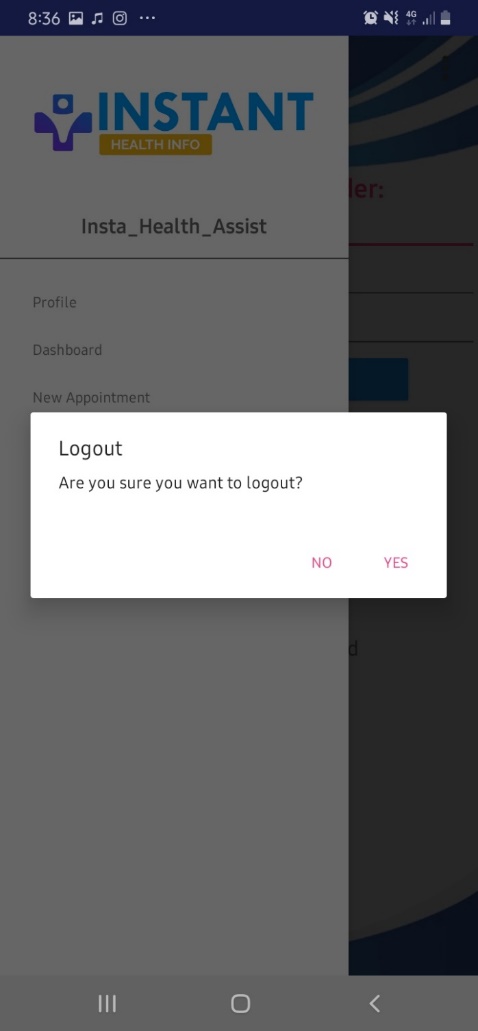 8:36
4G
INSTANT
HEALTH INFO
ler:
Insta_Health_Assist
Profile
Dashboard
New Appointment
Logout
Are you sure you want to logout?
NO YES
d